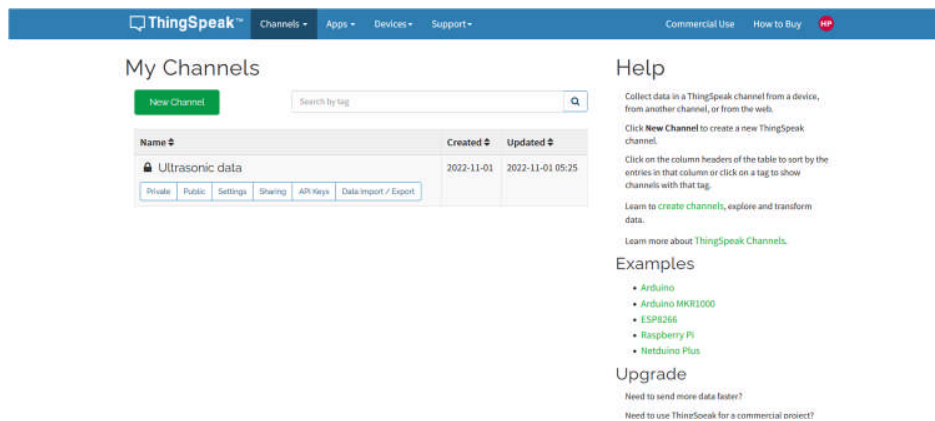 ThingSpeak™ Channels Apps Devices Support Commercial Use How to Buy HP
My Channels
New Channel Search by tag
Name Created Updated
Ultrasonic data 2022-11-01 2022-11-01 05:25
Private Public Settings Sharing API Keys Data Import / Export
Help
Collect data in a ThingSpeak channel from a device,
from another channel, or from the web.
Click New Channel to create a new ThingSpeak
channel.
Click on the column headers of the table to sort by the
entries in that column or click on a tag to show
channels with that tag.
Learn to create channels, explore and transform
data.
Learn more about ThingSpeak Channels.
Examples
Arduino
Arduino MKR1000
ESP8266
Raspberry Pi
Netduino Plus
Upgrade
Need to send more data faster?
Need to use ThingSpeak for a commercial project?